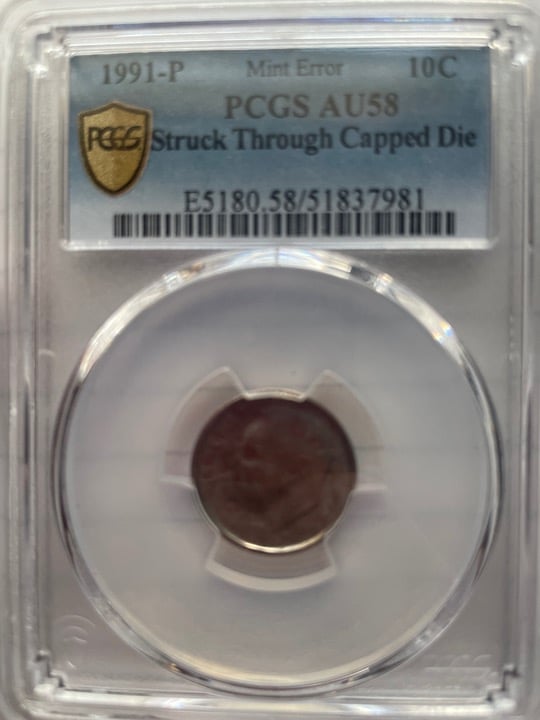 1991-P Mint Error 10C
PCGS AU58
PCGS Struck Through Capped Die
E5180.58/51837981